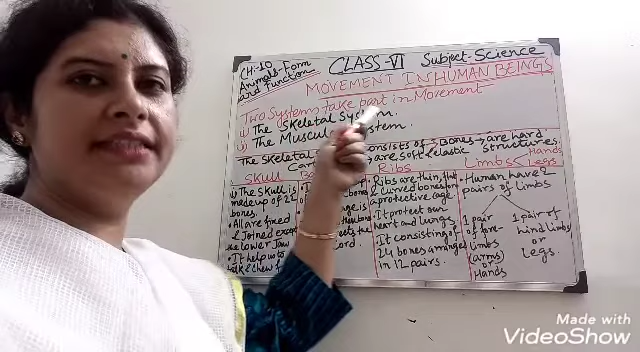 CH:-10
Animals-Form
and Function
CLASS-VI Subject-Science
MOVEMENT IN HUMAN BEINGS
Two Systems take part in Movement
i) The Skeletal System.
ii) The Muscul System.
The Skeletal consists of Bones are hard
are soft & elastic structures.
Skull
i) The skull is
made up of 22
bones.
• All are fixed
& Joined except
Lower Jaw
• It help us to
Ribs
Ribs are thin, flat
& curved bones form
a protective cage
• It protect our
heart and lungs.
It consisting of
24 bones arranged
in 12 pairs.
Limbs < Hands
Legs
• Human have 2
pairs of limbs
1 pair
of fore-
limbs
(arms)
or
Hands
1 pair of
hind limbs
or
Legs.
Made with
VideoShow